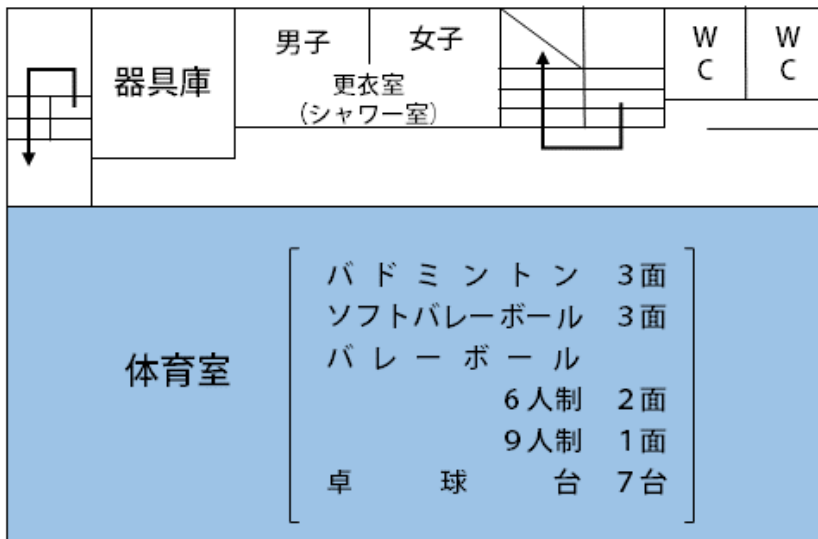 器具庫
男子
女子
更衣室
(シャワー室)
WC
WC
体育室
バドミントン 3面
ソフトバレーボール 3面
バレーボール
6人制 2面
9人制 1面
卓球台 7台